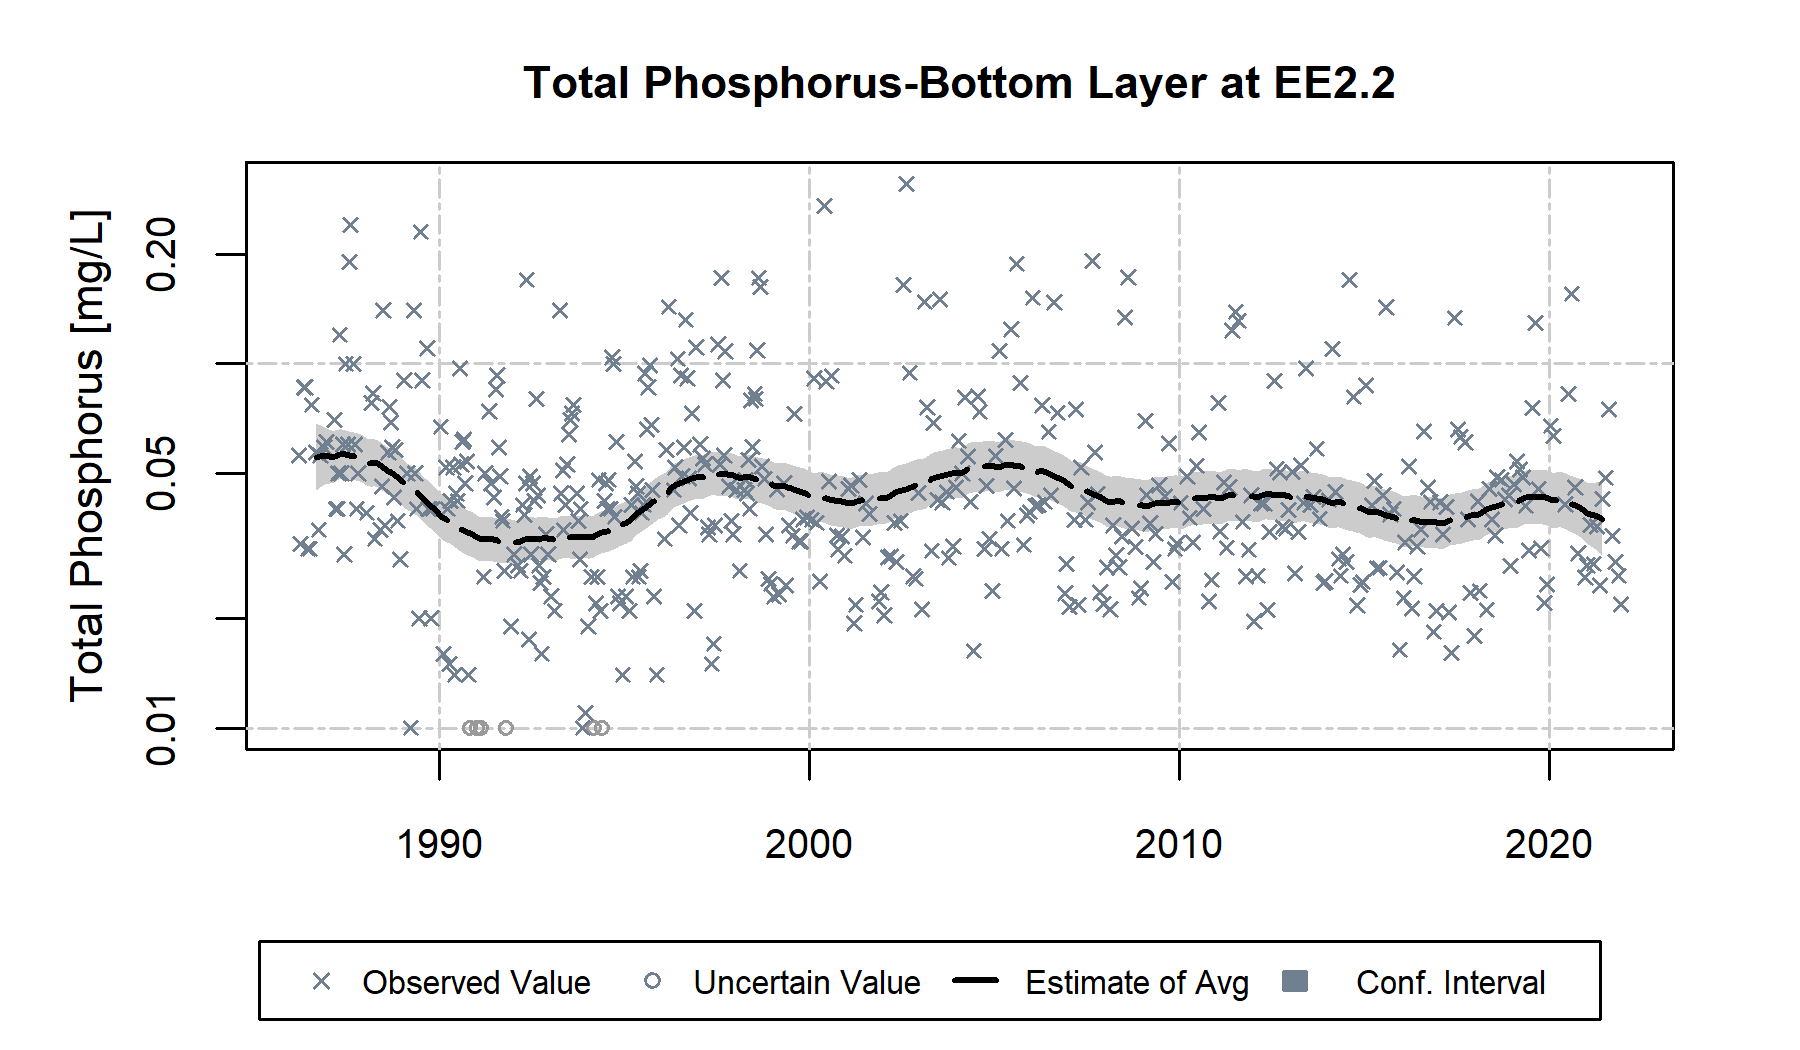 Total Phosphorus-Bottom Layer at EE2.2
Total Phosphorus [mg/L]
0.20
0.05
0.01
1990 2000 2010 2020
Observed Value Uncertain Value Estimate of Avg Conf. Interval